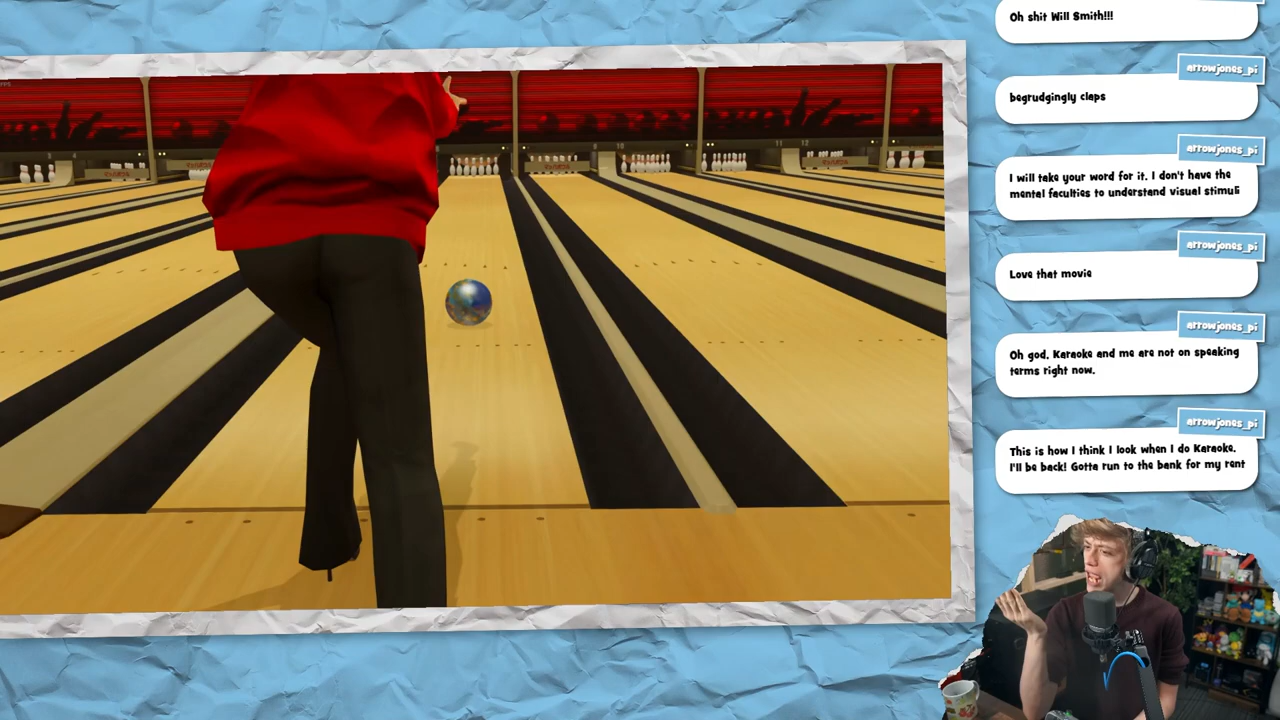 Oh shit Will Smith!!!
arrowjones_pi
begrudgingly claps
arrowjones_pi
I will take your word for it. I don't have the
mental faculties to understand visual stimuli
arrowjones_pi
Love that movie
arrowjones_pi
Oh god. Karaoke and me are not on speaking
terms right now.
arrowjones_pi
This is how I think I look when I do Karaoke.
I'll be back! Gotta run to the bank for my rent